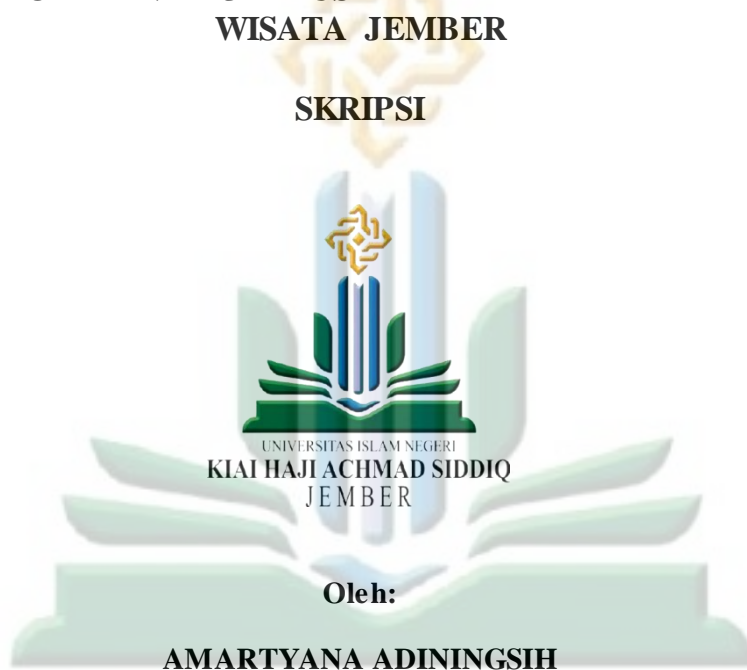 WISATA JEMBER
SKRIPSI
UNIVERSITAS ISLAM NEGERI
KIAI HAJI ACHMAD SIDDIQ
JEMBER
Oleh:
AMARTYANA ADININGSIH